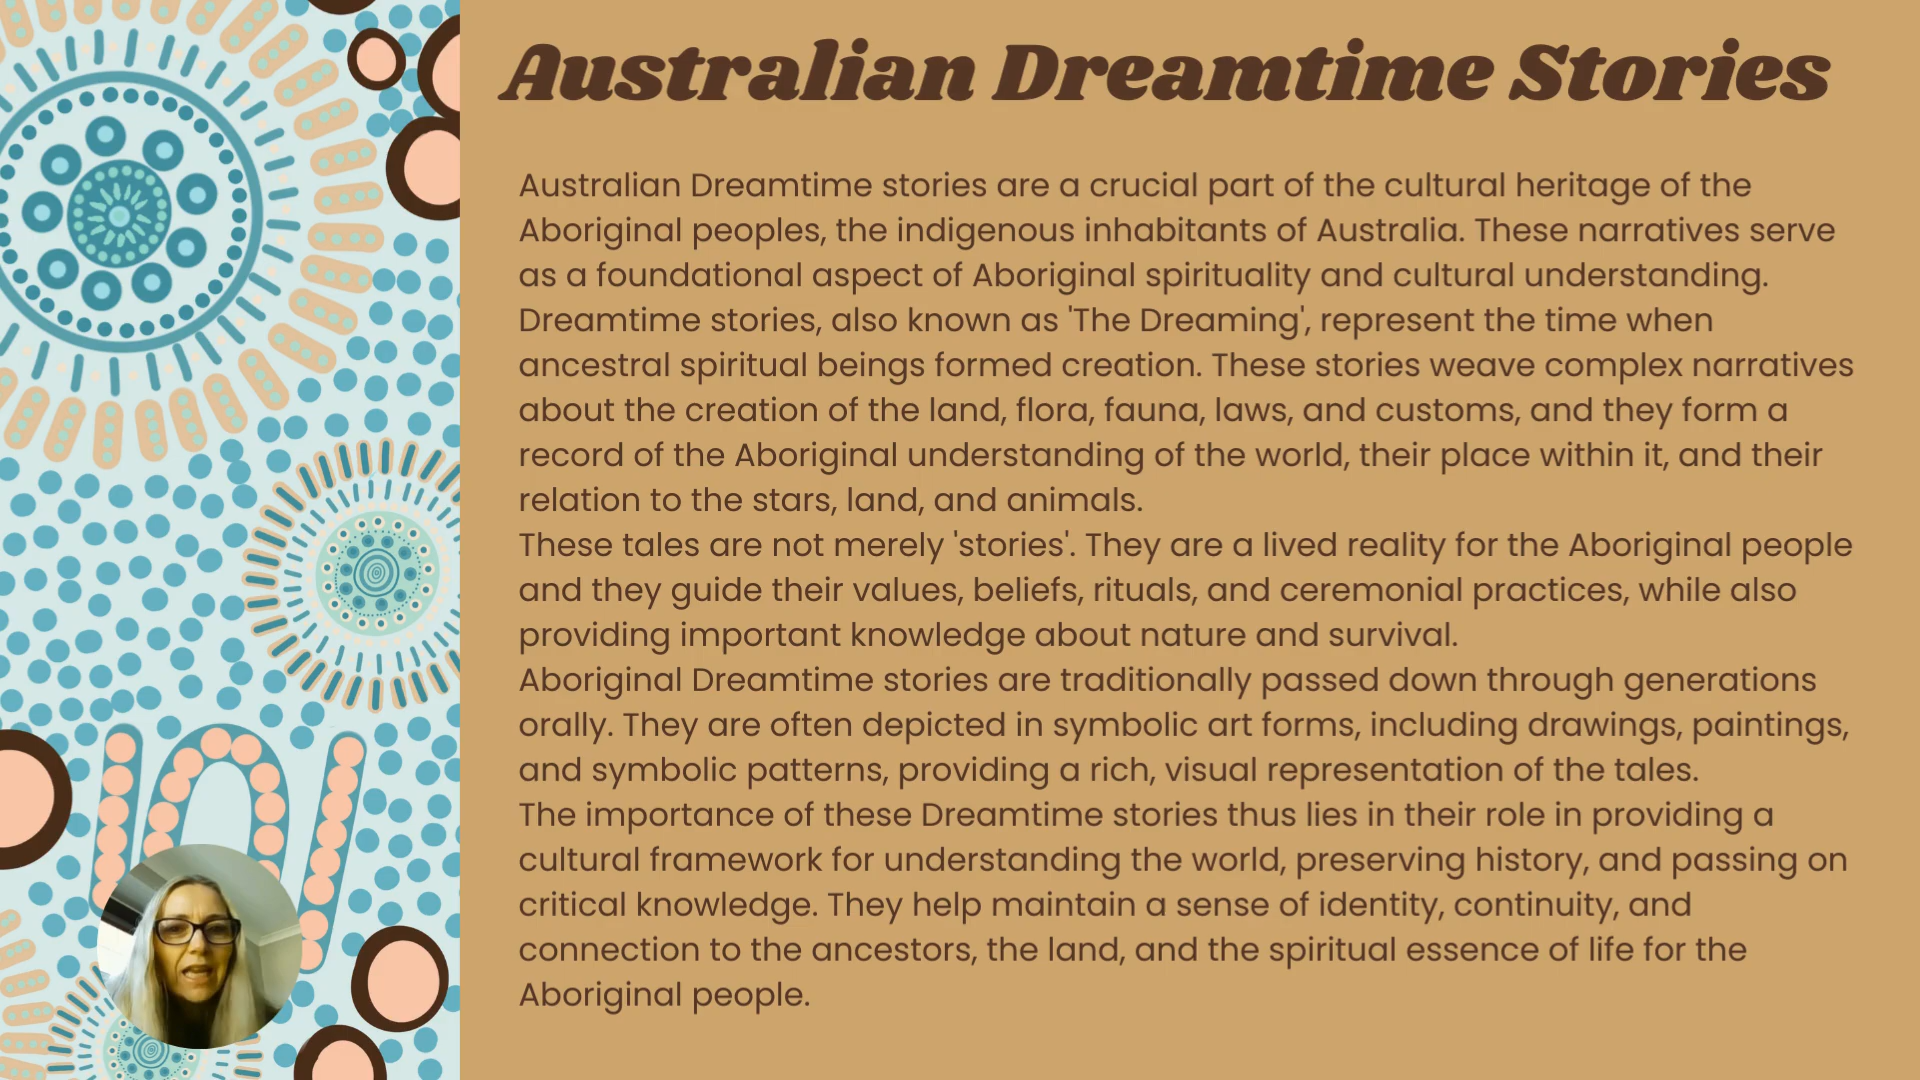 Australian Dreamtime Stories
Australian Dreamtime stories are a crucial part of the cultural heritage of the
Aboriginal peoples, the indigenous inhabitants of Australia. These narratives serve
as a foundational aspect of Aboriginal spirituality and cultural understanding.
Dreamtime stories, also known as 'The Dreaming', represent the time when
ancestral spiritual beings formed creation. These stories weave complex narratives
about the creation of the land, flora, fauna, laws, and customs, and they form a
record of the Aboriginal understanding of the world, their place within it, and their
relation to the stars, land, and animals.
These tales are not merely 'stories'. They are a lived reality for the Aboriginal people
and they guide their values, beliefs, rituals, and ceremonial practices, while also
providing important knowledge about nature and survival.
Aboriginal Dreamtime stories are traditionally passed down through generations
orally. They are often depicted in symbolic art forms, including drawings, paintings,
and symbolic patterns, providing a rich, visual representation of the tales.
The importance of these Dreamtime stories thus lies in their role in providing a
cultural framework for understanding the world, preserving history, and passing on
critical knowledge. They help maintain a sense of identity, continuity, and
connection to the ancestors, the land, and the spiritual essence of life for the
Aboriginal people.